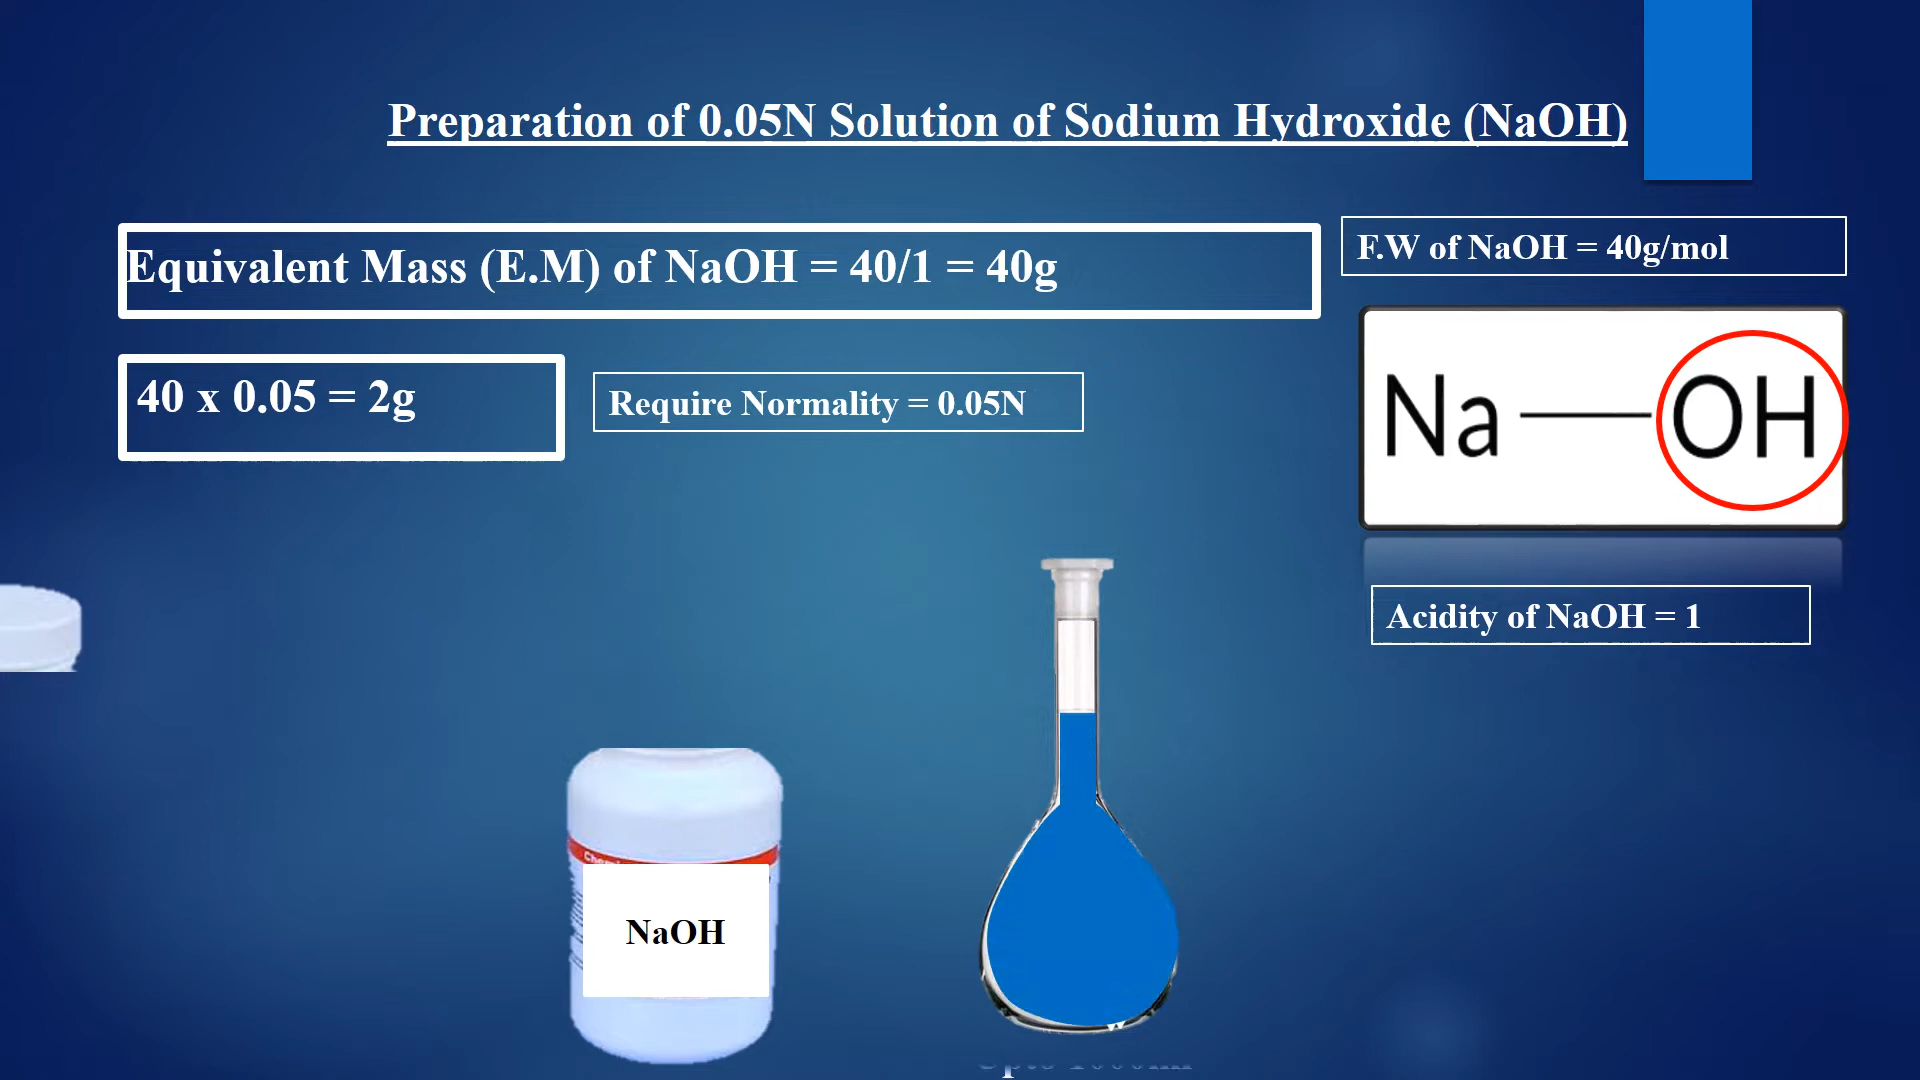 Preparation of 0.05N Solution of Sodium Hydroxide (NaOH)
Equivalent Mass (E.M) of NaOH = 40/1 = 40g
F.W of NaOH = 40g/mol
40 x 0.05 = 2g
Require Normality = 0.05N
Na — OH
Acidity of NaOH = 1
NaOH